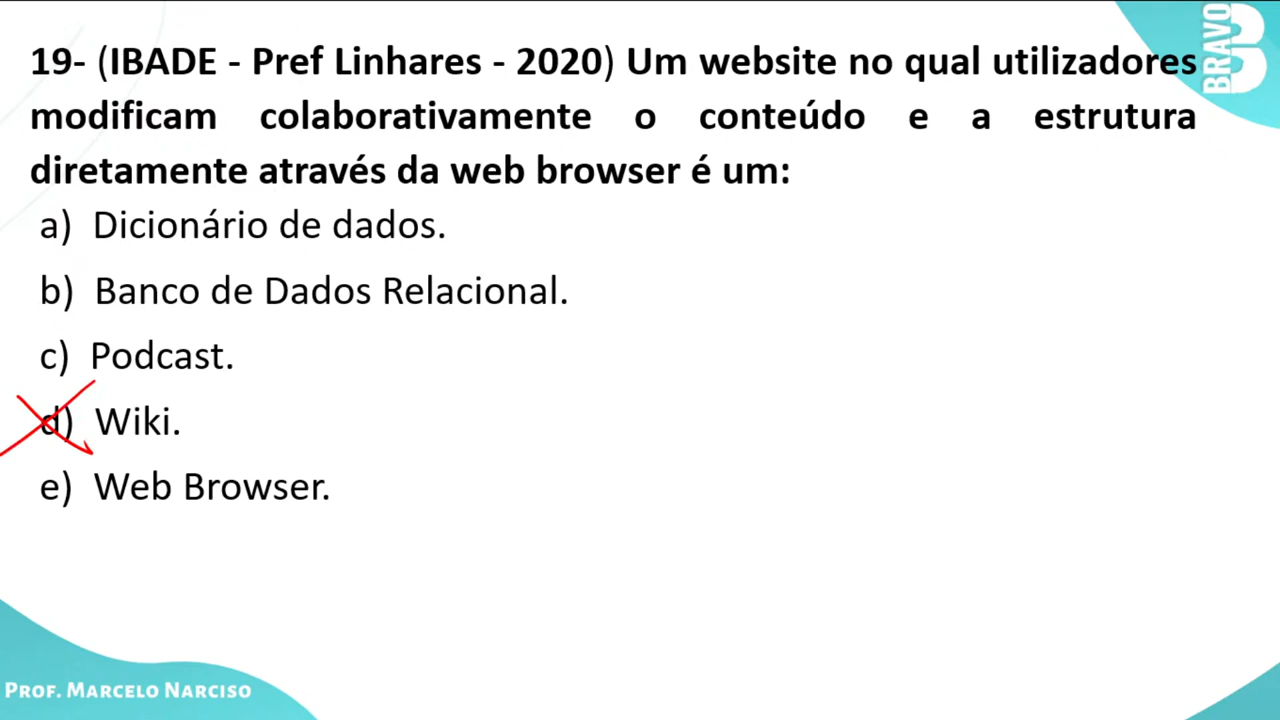 19- (IBADE - Pref Linhares - 2020) Um website no qual utilizadores
modificam colaborativamente o conteúdo e a estrutura
diretamente através da web browser é um:
a) Dicionário de dados.
b) Banco de Dados Relacional.
c) Podcast.
d) Wiki.
e) Web Browser.
BRAVO
PROF. MARCELO NARCISO